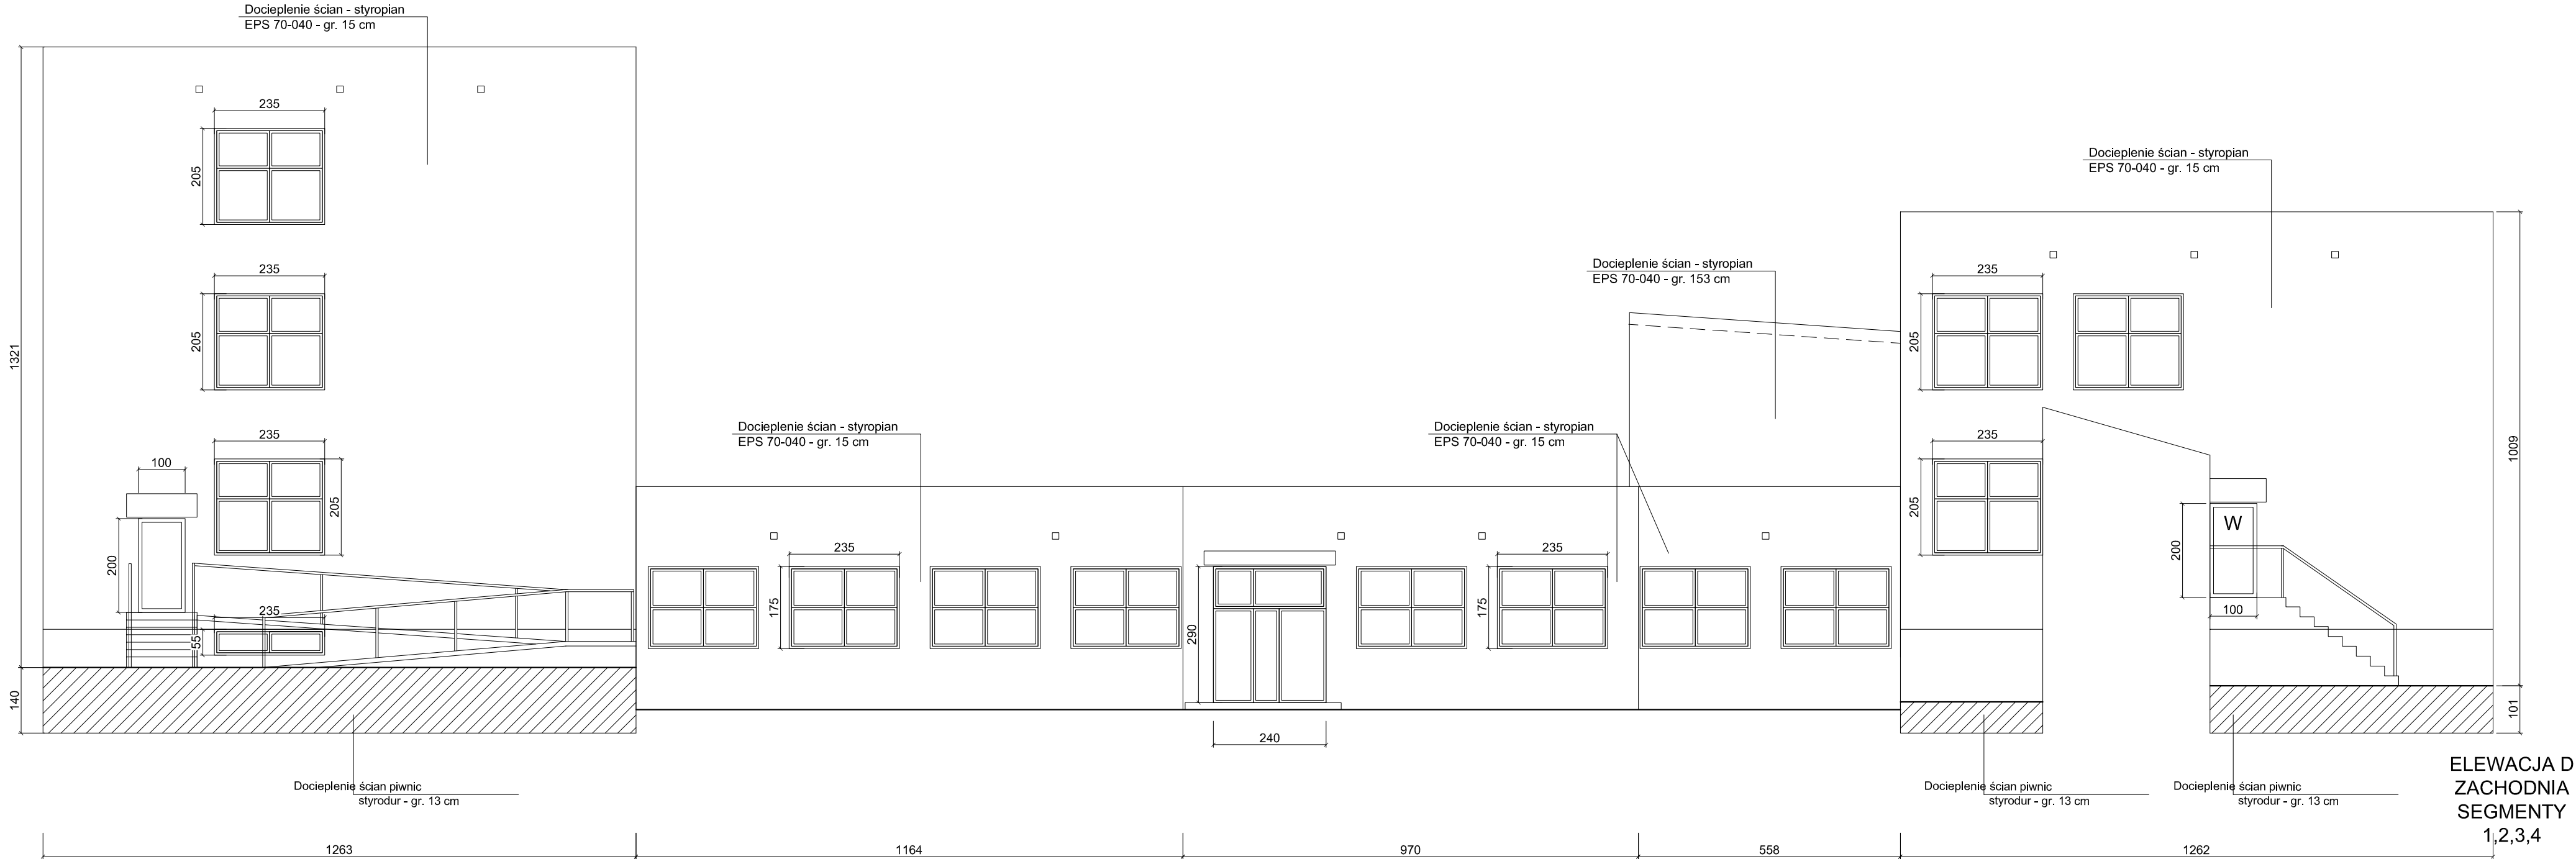 Docieplenie ścian - styropian
EPS 70-040 - gr. 15 cm
235
205
1321
235
205
235
205
100
200
235
55
140
Docieplenie ścian piwnic
styrodur - gr. 13 cm
Docieplenie ścian - styropian
EPS 70-040 - gr. 15 cm
235
175
290
240
Docieplenie ścian - styropian
EPS 70-040 - gr. 15 cm
235
175
Docieplenie ścian - styropian
EPS 70-040 - gr. 153 cm
Docieplenie ścian - styropian
EPS 70-040 - gr. 15 cm
235
205
235
205
W
200
100
1009
101
Docieplenie ścian piwnic
styrodur - gr. 13 cm
Docieplenie ścian piwnic
styrodur - gr. 13 cm
ELEWACJA D
ZACHODNIA
SEGMENTY
1,2,3,4
1263
1164
970
558
1262